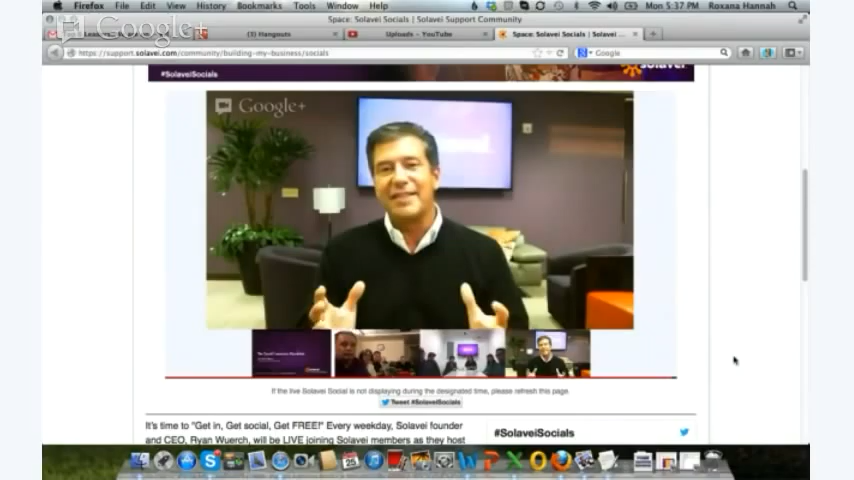 Firefox File Edit View History Bookmarks Tools Window Help Mon 5:37 PM Roxana Hannah
Space: Solavei Socials | Solavei Support Community
Google+
(3) Hangouts
Uploads - YouTube
Space: Solavei Socials | Solavei ...
https://support.solavei.com/community/building-my-business/socials
Google
#SolaveiSocials
solavei
Google+
If the live Solavei Social is not displaying during the designated time, please refresh this page.
Tweet #SolaveiSocials
It's time to "Get in, Get social, Get FREE!" Every weekday, Solavei founder
and CEO, Ryan Wuerch, will be LIVE joining Solavei members as they host
#SolaveiSocials